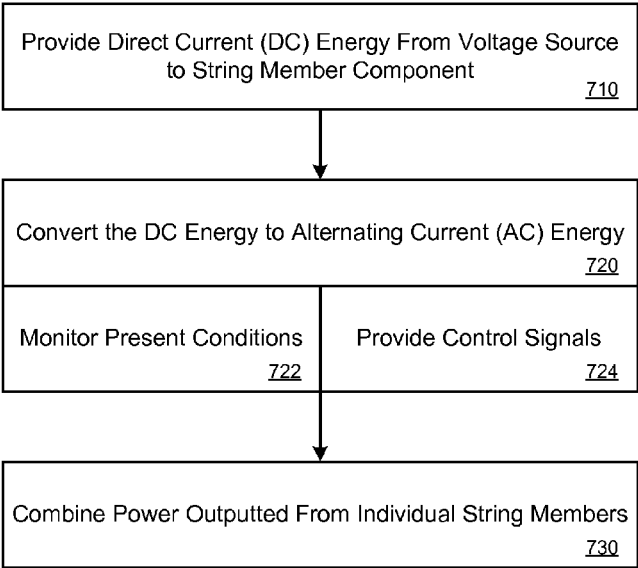 Provide Direct Current (DC) Energy From Voltage Source
to String Member Component
710
Convert the DC Energy to Alternating Current (AC) Energy
720
Monitor Present Conditions
722
Provide Control Signals
724
Combine Power Outputted From Individual String Members
730